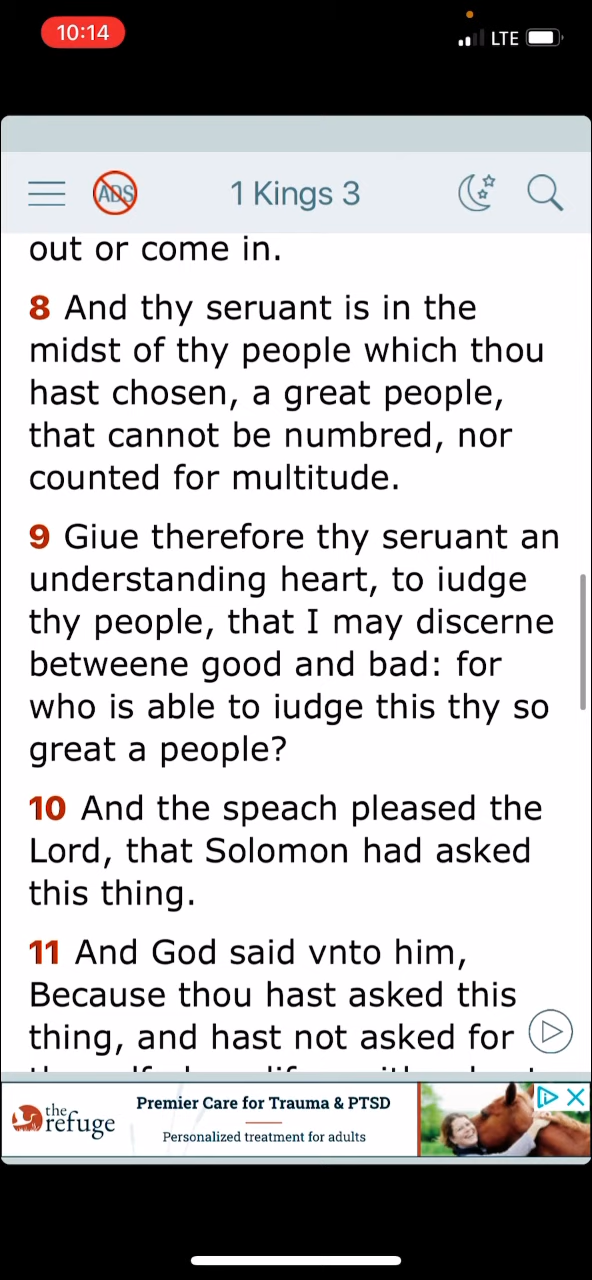 10:14
LTE
ADS
1 Kings 3
out or come in.
8 And thy seruant is in the
midst of thy people which thou
hast chosen, a great people,
that cannot be numbred, nor
counted for multitude.
9 Giue therefore thy seruant an
understanding heart, to iudge
thy people, that I may discerne
betweene good and bad: for
who is able to iudge this thy so
great a people?
10 And the speach pleased the
Lord, that Solomon had asked
this thing.
11 And God said vnto him,
Because thou hast asked this
thing, and hast not asked for
the refuge
Premier Care for Trauma & PTSD
Personalized treatment for adults